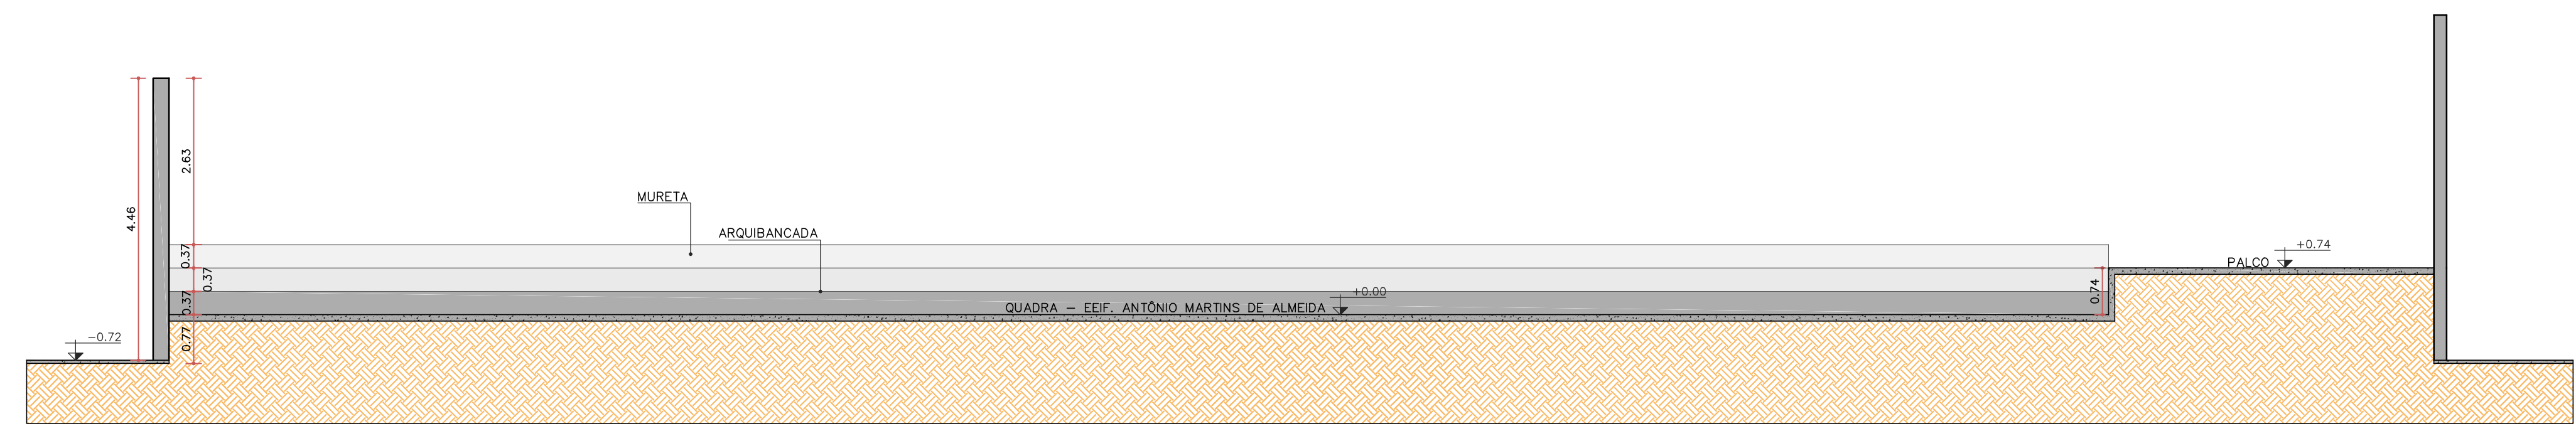 2.63
4.46
MURETA
ARQUIBANCADA
0.37
0.37
0.37
0.77
−0.72
QUADRA − EEIF. ANTÔNIO MARTINS DE ALMEIDA
+0.00
0.74
PALCO
+0.74